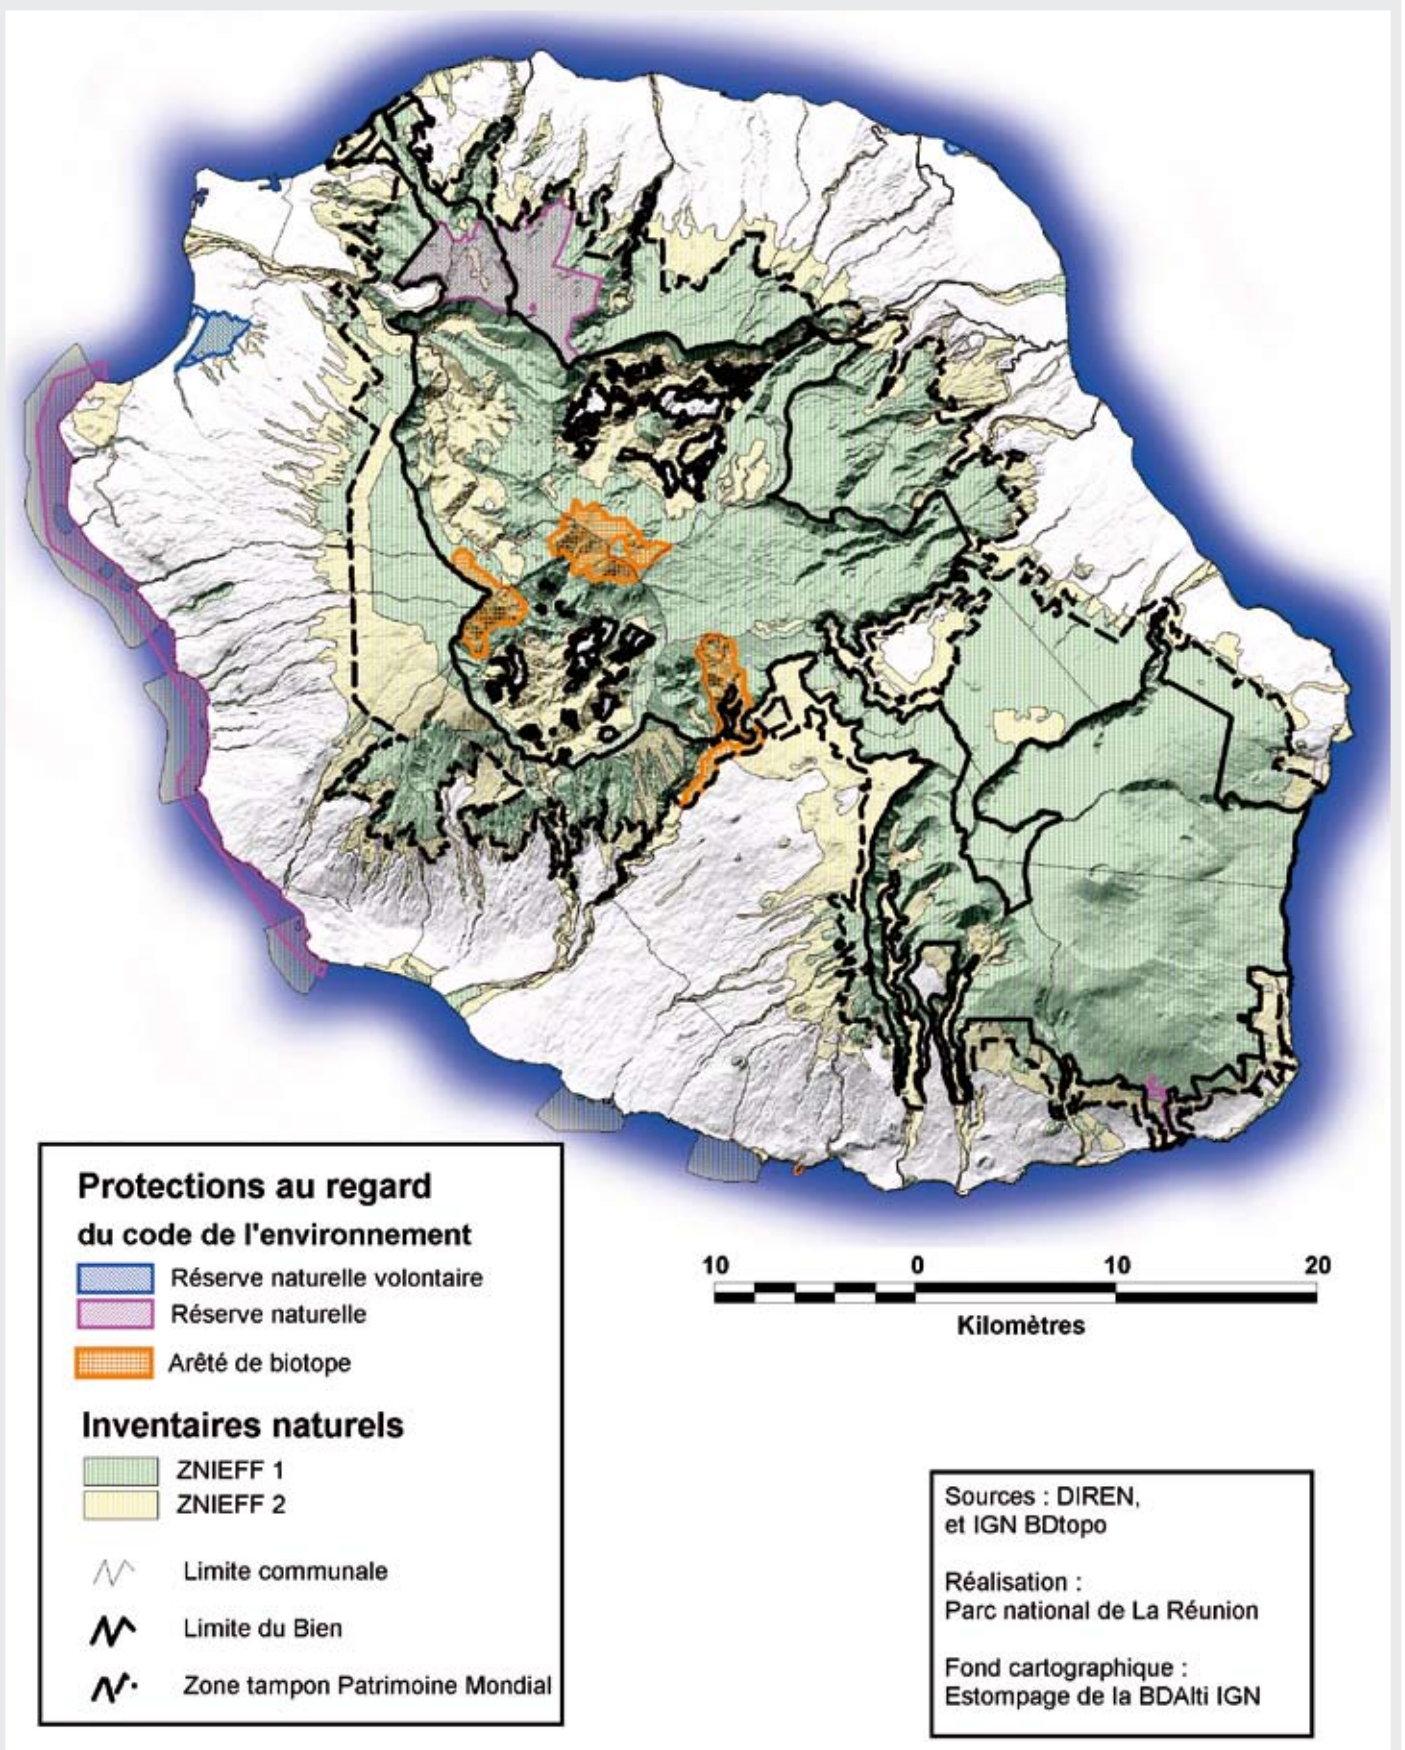 Protections au regard
du code de l'environnement
Réserve naturelle volontaire
Réserve naturelle
Arêté de biotope
Inventaires naturels
ZNIEFF 1
ZNIEFF 2
Limite communale
Limite du Bien
Zone tampon Patrimoine Mondial
10 0 10 20
Kilomètres
Sources : DIREN,
et IGN BDtopo
Réalisation :
Parc national de La Réunion
Fond cartographique :
Estompage de la BDAlti IGN